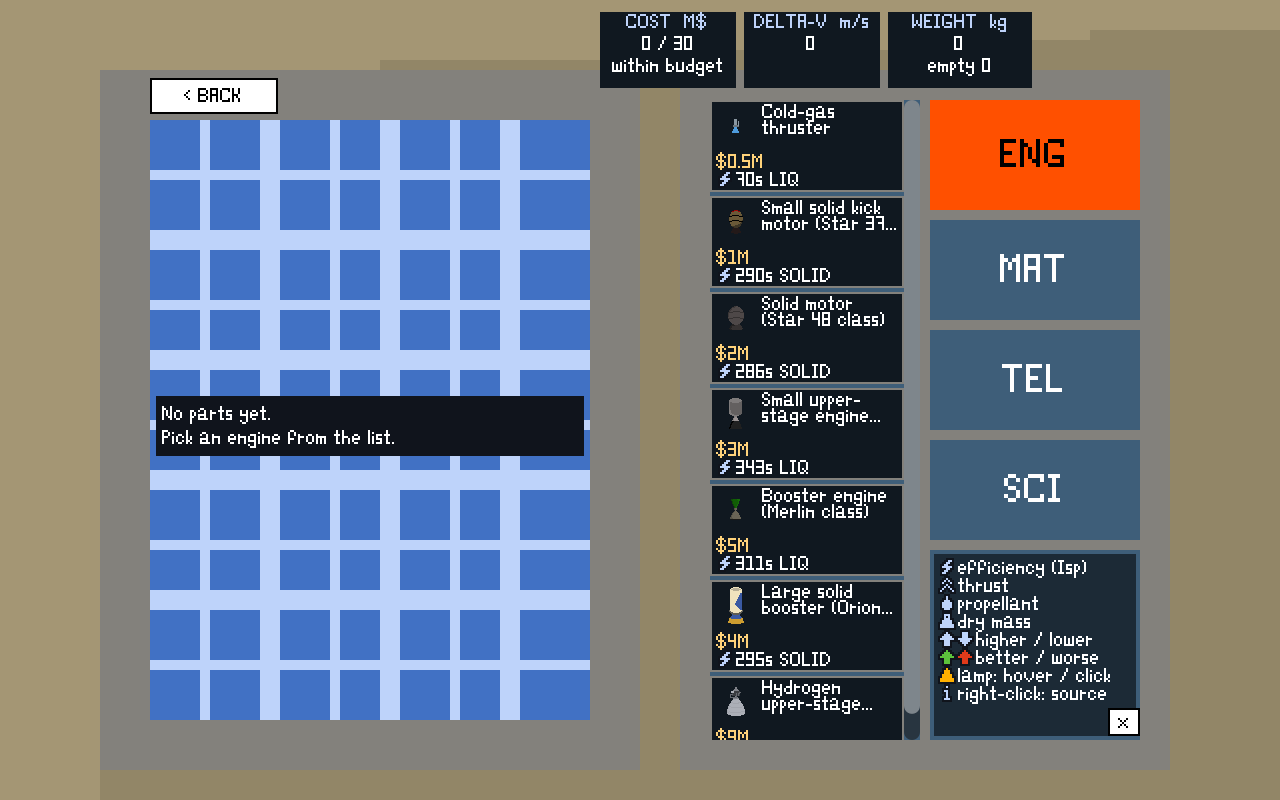 COST M$
0 / 30
within budget
DELTA-V m/s
0
WEIGHT kg
0
empty 0
< BACK
No parts yet.
Pick an engine from the list.
Cold-gas
thruster
$0.5M
70s LIQ
Small solid kick
motor (Star 37...
$1M
290s SOLID
Solid motor
(Star 48 class)
$2M
286s SOLID
Small upper-
stage engine...
$3M
343s LIQ
Booster engine
(Merlin class)
$5M
311s LIQ
Large solid
booster (Orion...
$4M
295s SOLID
Hydrogen
upper-stage...
$9M
ENG
MAT
TEL
SCI
efficiency (Isp)
thrust
propellant
dry mass
higher / lower
better / worse
lamp: hover / click
i right-click: source
x